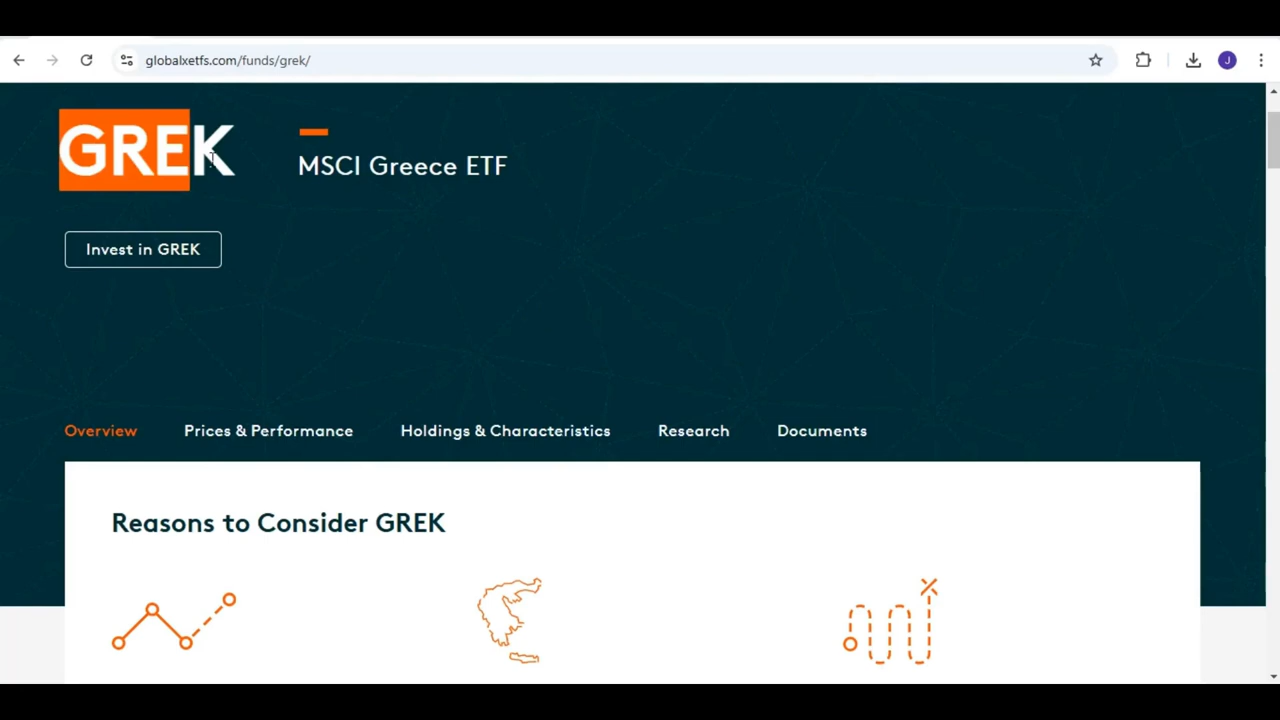 globalxetfs.com/funds/grek/
J
GREK
MSCI Greece ETF
Invest in GREK
Overview Prices & Performance Holdings & Characteristics Research Documents
Reasons to Consider GREK